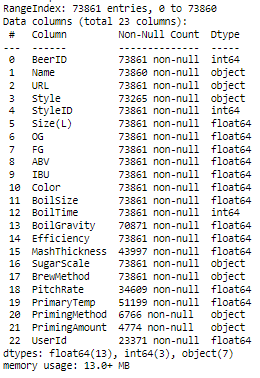 RangeIndex: 73861 entries, 0 to 73860
Data columns (total 23 columns):
 #   Column         Non-Null Count  Dtype
---  ------         --------------  -----
 0   BeerID         73861 non-null  int64
 1   Name           73860 non-null  object
 2   URL            73861 non-null  object
 3   Style          73265 non-null  object
 4   StyleID        73861 non-null  int64
 5   Size(L)        73861 non-null  float64
 6   OG             73861 non-null  float64
 7   FG             73861 non-null  float64
 8   ABV            73861 non-null  float64
 9   IBU            73861 non-null  float64
 10  Color          73861 non-null  float64
 11  BoilSize       73861 non-null  float64
 12  BoilTime       73861 non-null  int64
 13  BoilGravity    70871 non-null  float64
 14  Efficiency     73861 non-null  float64
 15  MashThickness  43997 non-null  float64
 16  SugarScale     73861 non-null  object
 17  BrewMethod     73861 non-null  object
 18  PitchRate      34609 non-null  float64
 19  PrimaryTemp    51199 non-null  float64
 20  PrimingMethod  6766 non-null   object
 21  PrimingAmount  4774 non-null   object
 22  UserId         23371 non-null  float64
dtypes: float64(13), int64(3), object(7)
memory usage: 13.0+ MB